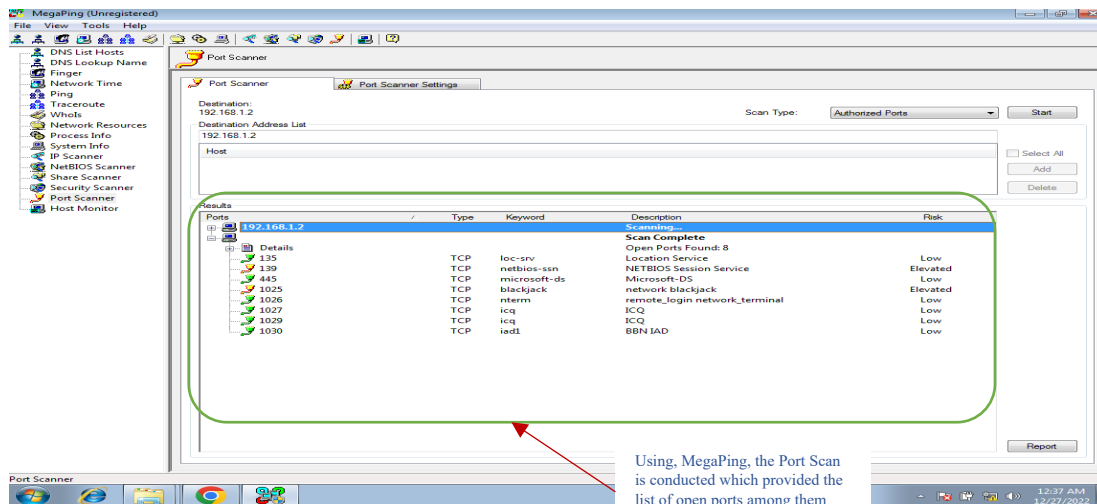 MegaPing (Unregistered)
File View Tools Help
DNS List Hosts
DNS Lookup Name
Finger
Network Time
Ping
Traceroute
WhoIs
Network Resources
Process Info
System Info
IP Scanner
NetBIOS Scanner
Share Scanner
Security Scanner
Port Scanner
Host Monitor
Port Scanner
Port Scanner Port Scanner Settings
Destination:
192.168.1.2
Scan Type: Authorized Ports Start
Destination Address List
192.168.1.2
Host
Select All
Add
Delete
Results
Ports / Type Keyword Description Risk
192.168.1.2 Scanning...
Scan Complete
Details Open Ports Found: 8
135 TCP loc-srv Location Service Low
139 TCP netbios-ssn NETBIOS Session Service Elevated
445 TCP microsoft-ds Microsoft-DS Low
1025 TCP blackjack network blackjack Elevated
1026 TCP nterm remote_login network_terminal Low
1027 TCP icq ICQ Low
1029 TCP icq ICQ Low
1030 TCP iad1 BBN IAD Low
Report
Using, MegaPing, the Port Scan
is conducted which provided the
list of open ports among them
Port Scanner
12:37 AM
12/27/2022